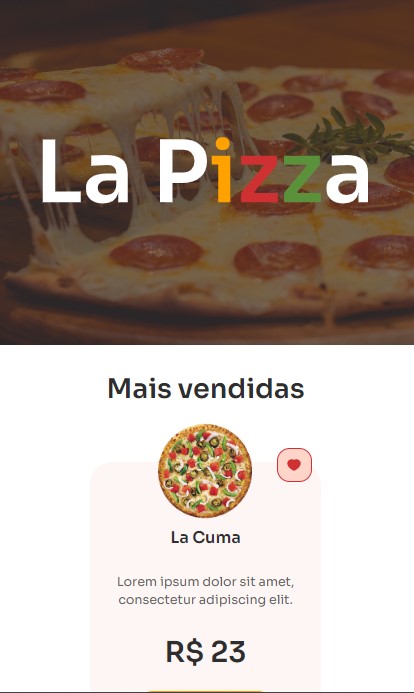 La Pizza
Mais vendidas
La Cuma
Lorem ipsum dolor sit amet,
consectetur adipiscing elit.
R$ 23